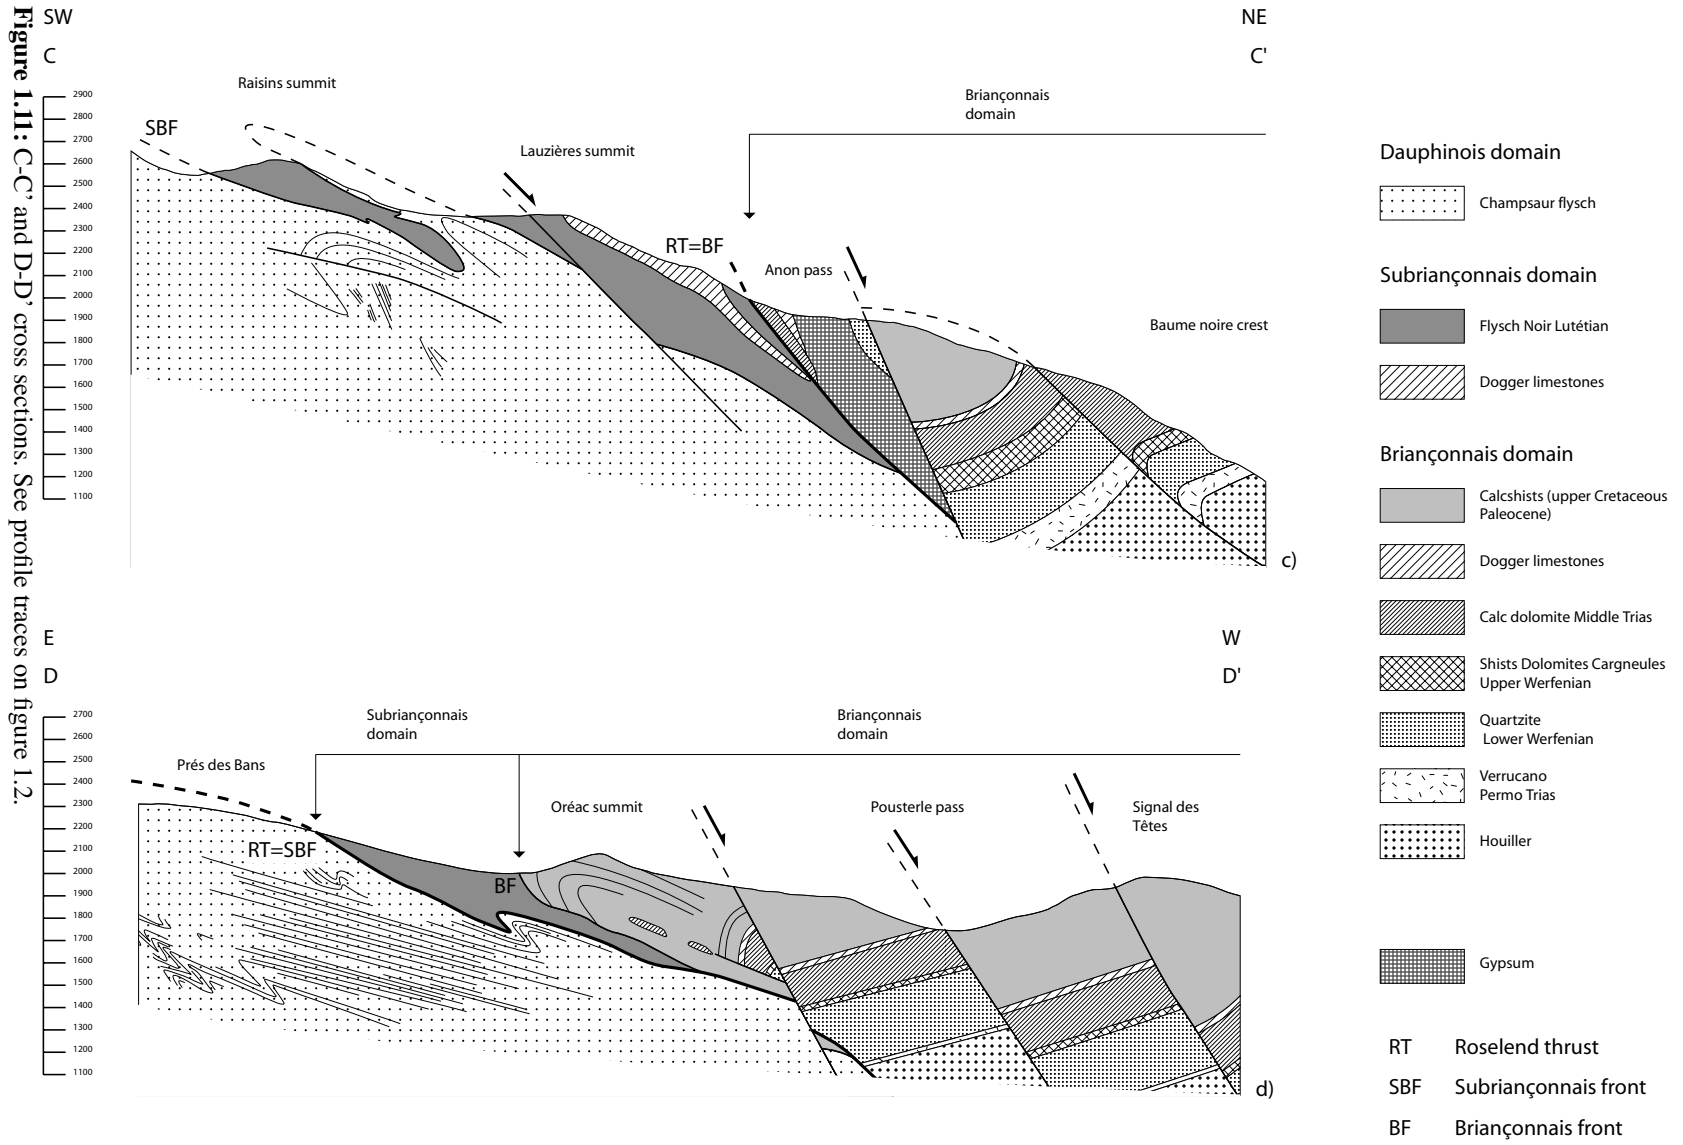 Figure 1.11: C-C’ and D-D’ cross sections. See profile traces on figure 1.2.
SW
NE
C
C'
Raisins summit
Briançonnais
domain
2900
2800
2700
2600
2500
2400
2300
2200
2100
2000
1900
1800
1700
1600
1500
1400
1300
1200
1100
SBF
Lauzières summit
RT=BF
Anon pass
Baume noire crest
c)
E
W
D
D'
2700
2600
2500
2400
2300
2200
2100
2000
1900
1800
1700
1600
1500
1400
1300
1200
1100
Subriançonnais
domain
Briançonnais
domain
Prés des Bans
Oréac summit
Pousterle pass
Signal des
Têtes
RT=SBF
BF
d)
Dauphinois domain
Champsaur flysch
Subriançonnais domain
Flysch Noir Lutétian
Dogger limestones
Briançonnais domain
Calcshists (upper Cretaceous
Paleocene)
Dogger limestones
Calc dolomite Middle Trias
Shists Dolomites Cargneules
Upper Werfenian
Quartzite
Lower Werfenian
Verrucano
Permo Trias
Houiller
Gypsum
RT Roselend thrust
SBF Subriançonnais front
BF Briançonnais front